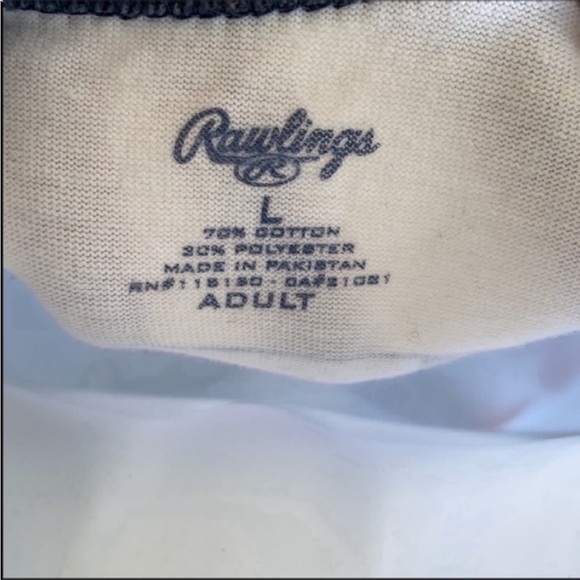 Rawlings
R
L
70% COTTON
30% POLYESTER
MADE IN PAKISTAN
ADULT